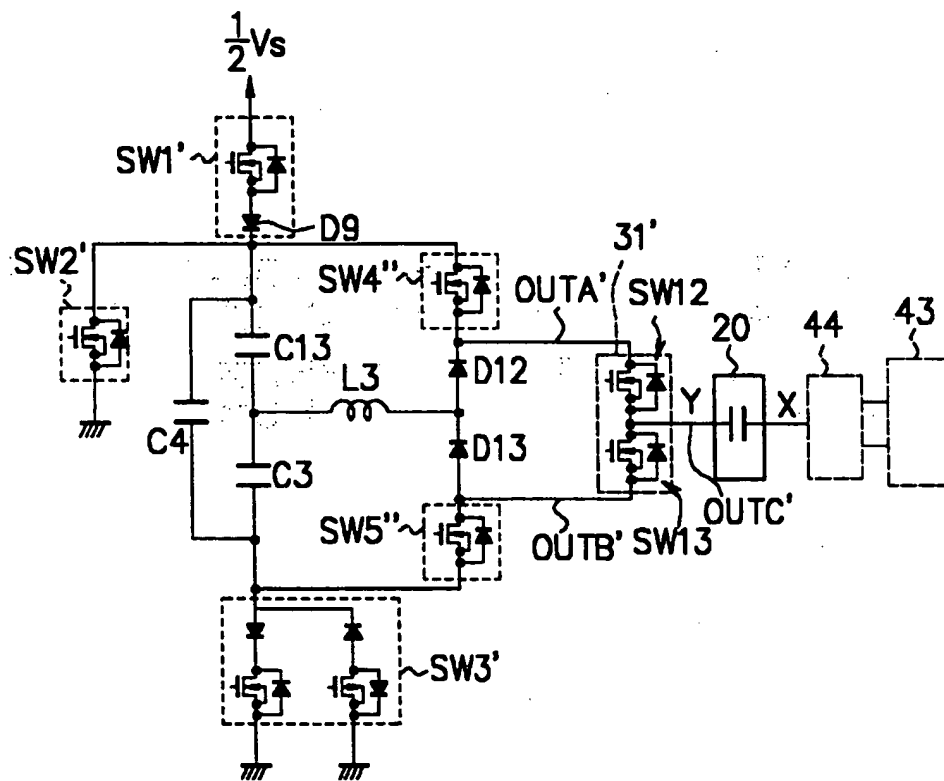 ½Vs
SW1'
D9
SW2'
SW4"
31'
OUTA'
SW12
20
44
43
C13
D12
L3
Y
X
C4
C3
D13
SW5"
OUTB'
SW13
OUTC'
SW3'